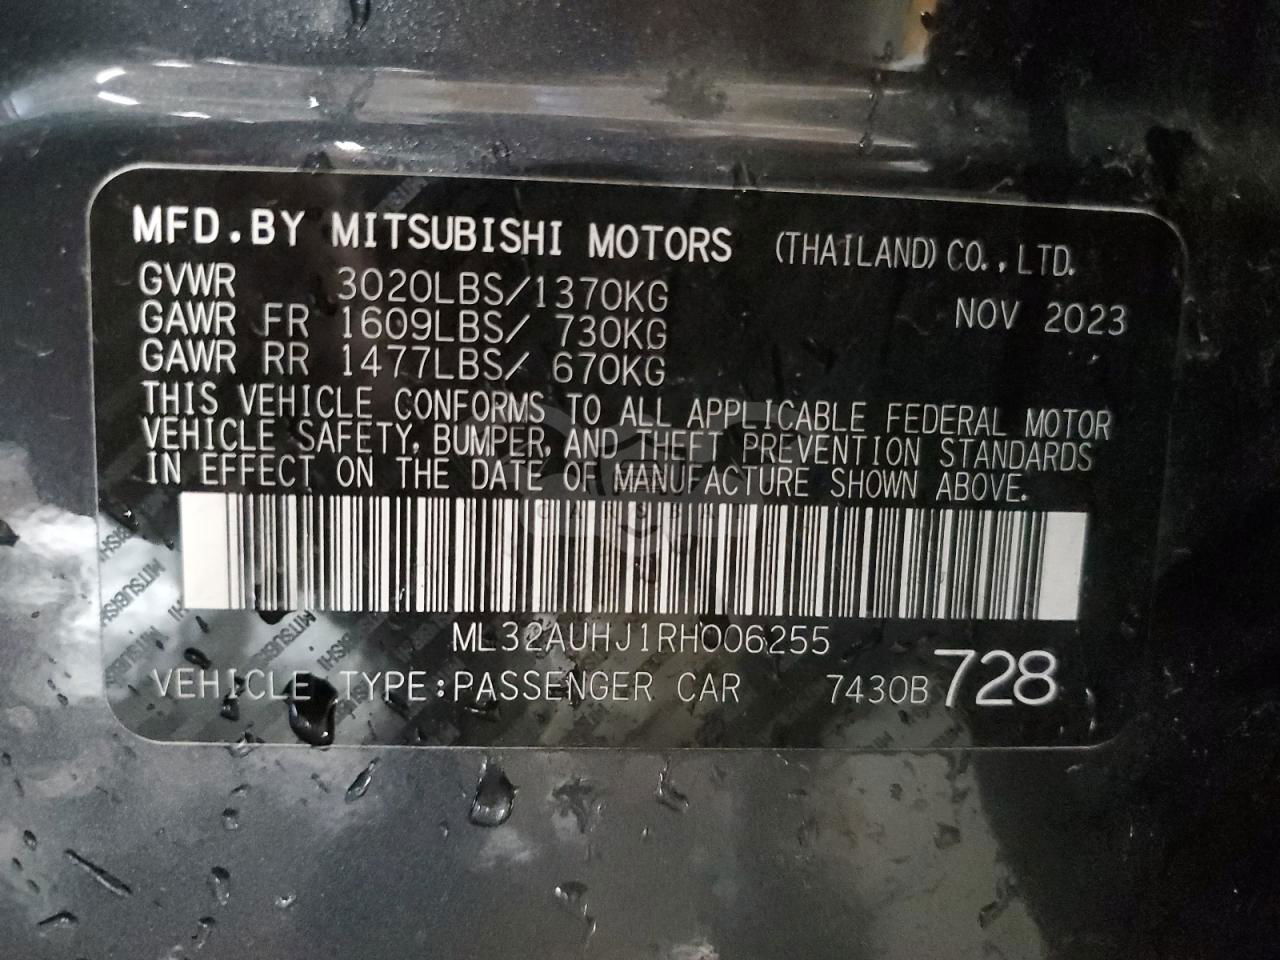 MFD.BY MITSUBISHI MOTORS (THAILAND) CO., LTD.
GVWR 3020LBS/1370KG NOV 2023
GAWR FR 1609LBS/ 730KG
GAWR RR 1477LBS/ 670KG
THIS VEHICLE CONFORMS TO ALL APPLICABLE FEDERAL MOTOR
VEHICLE SAFETY, BUMPER, AND THEFT PREVENTION STANDARDS
IN EFFECT ON THE DATE OF MANUFACTURE SHOWN ABOVE.
ML32AUHJ1RH006255
VEHICLE TYPE:PASSENGER CAR 7430B 728